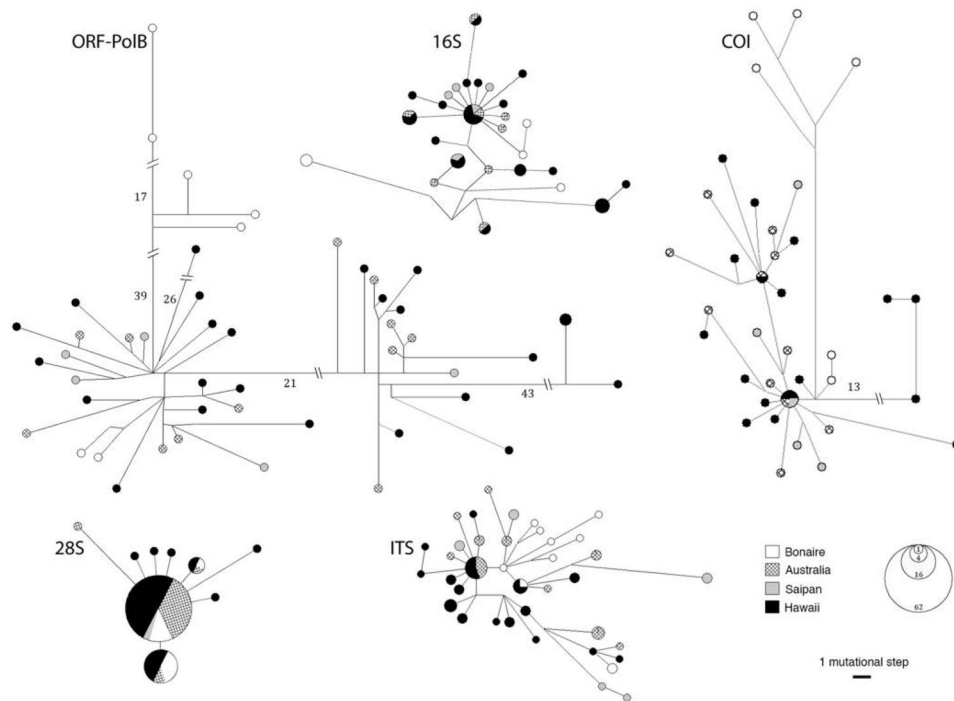 ORF-PolB
16S
COI
17
39
26
21
43
13
28S
ITS
Bonaire
Australia
Saipan
Hawaii
1
4
16
62
1 mutational step